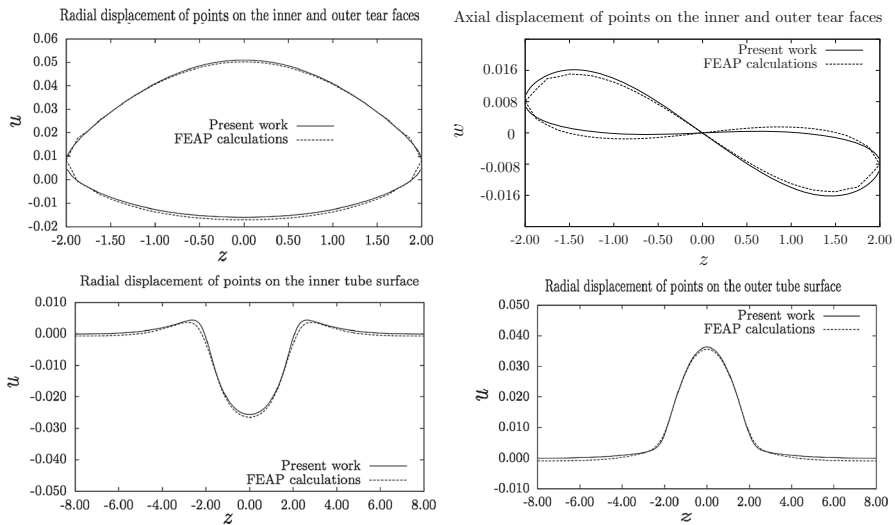 Radial displacement of points on the inner and outer tear faces
0.06
0.05
0.04
0.03
0.02
0.01
0.00
-0.01
-0.02
u
Present work
FEAP calculations
-2.00 -1.50 -1.00 -0.50 0.00 0.50 1.00 1.50 2.00
z
Axial displacement of points on the inner and outer tear faces
Present work
FEAP calculations
0.016
0.008
0
-0.008
-0.016
w
-2.00 -1.50 -1.00 -0.50 0.00 0.50 1.00 1.50 2.00
z
Radial displacement of points on the inner tube surface
0.010
0.000
-0.010
-0.020
-0.030
-0.040
-0.050
u
Present work
FEAP calculations
-8.00 -6.00 -4.00 -2.00 0.00 2.00 4.00 6.00 8.00
z
Radial displacement of points on the outer tube surface
0.050
0.040
0.030
0.020
0.010
0.000
-0.010
u
Present work
FEAP calculations
-8.00 -6.00 -4.00 -2.00 0.00 2.00 4.00 6.00 8.00
z